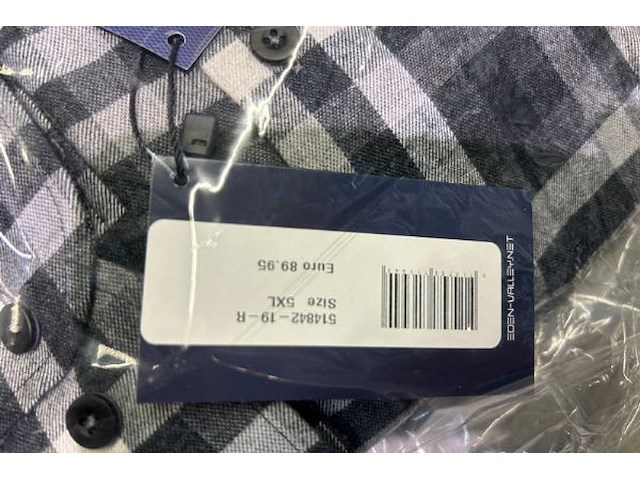 514842-19-R
Size 5XL
Euro 89.95
EDEN-VALLEY.NET